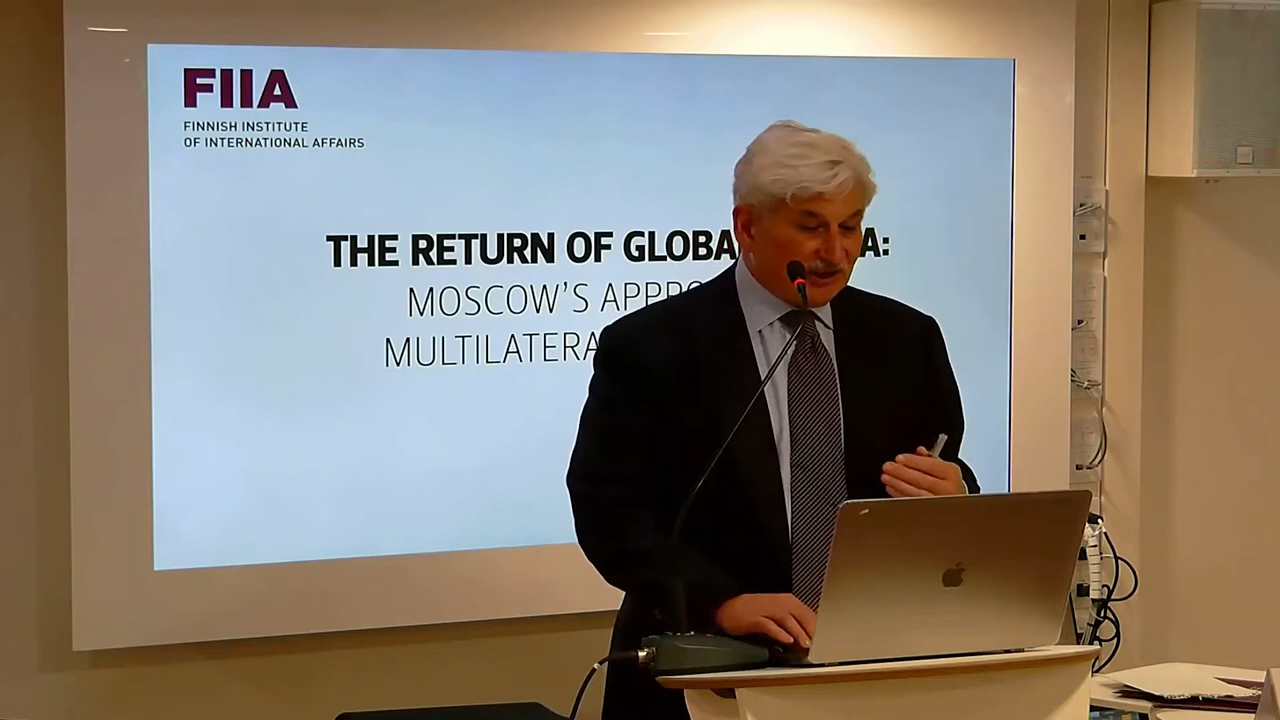 FIIA
FINNISH INSTITUTE
OF INTERNATIONAL AFFAIRS
THE RETURN OF GLOBA A:
MOSCOW'S APPRO
MULTILATERA